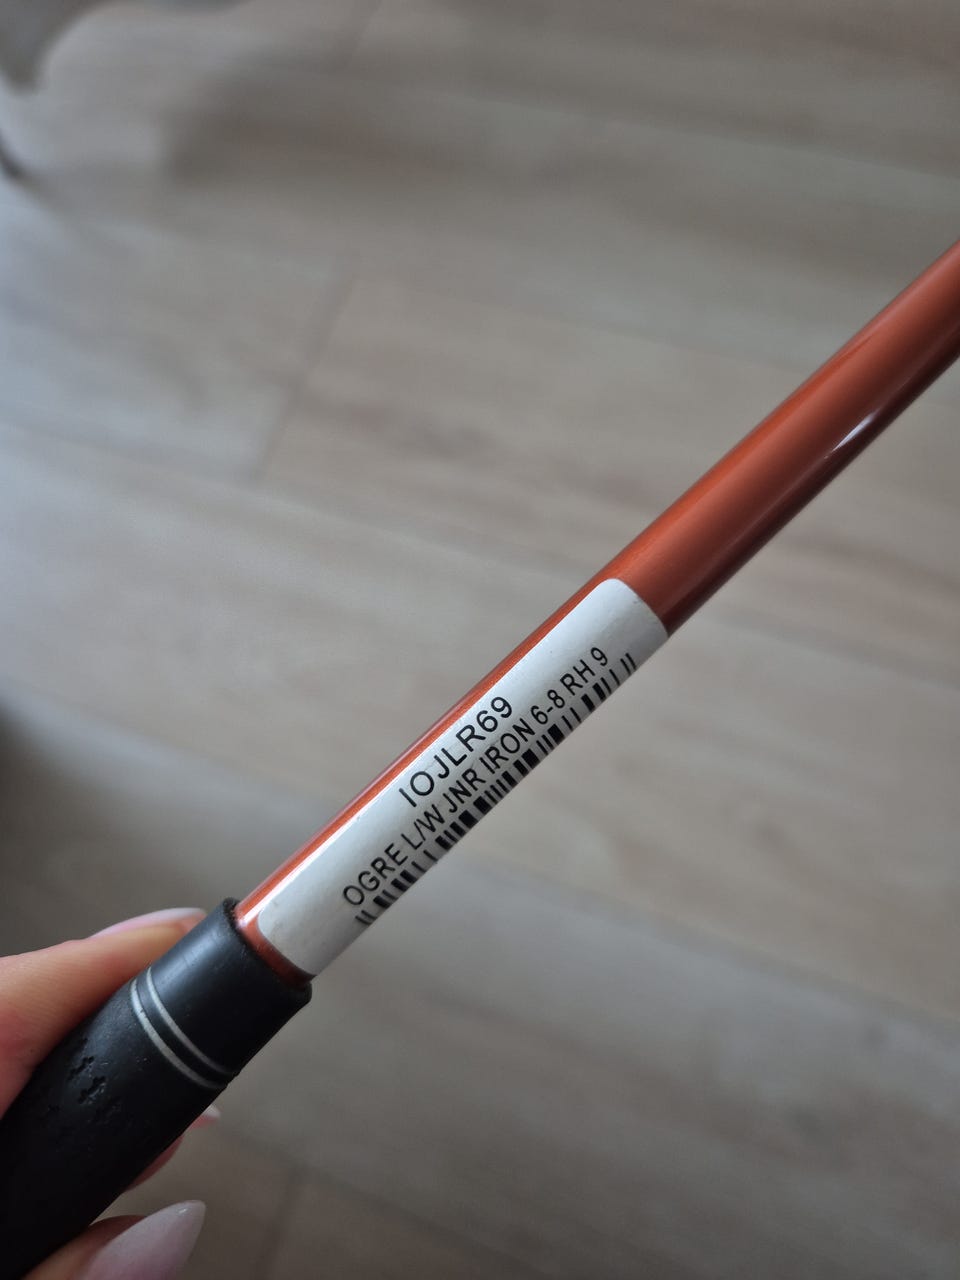 IOJLR69
OGRE L/W JNR IRON 6-8 RH 9